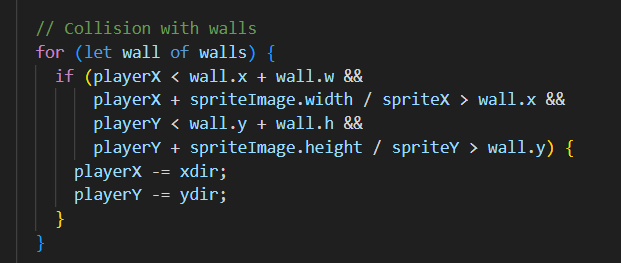 // Collision with walls
for (let wall of walls) {
if (playerX < wall.x + wall.w &&
playerX + spriteImage.width / spriteX > wall.x &&
playerY < wall.y + wall.h &&
playerY + spriteImage.height / spriteY > wall.y) {
playerX -= xdir;
playerY -= ydir;
}
}